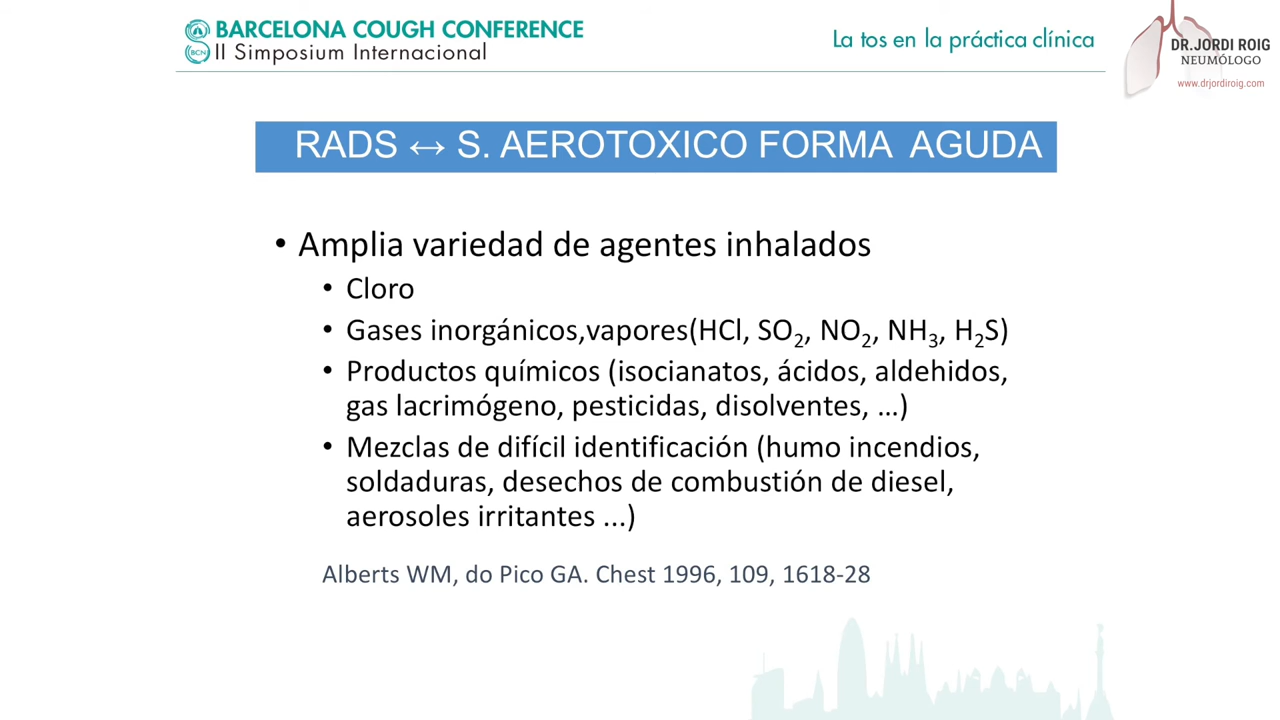 BARCELONA COUGH CONFERENCE
BCN
II Simposium Internacional
La tos en la práctica clínica
DR.JORDI ROIG
NEUMÓLOGO
www.drjordiroig.com
RADS ↔ S. AEROTOXICO FORMA AGUDA
• Amplia variedad de agentes inhalados
• Cloro
• Gases inorgánicos,vapores(HCl, SO₂, NO₂, NH₃, H₂S)
• Productos químicos (isocianatos, ácidos, aldehidos,
gas lacrimógeno, pesticidas, disolventes, …)
• Mezclas de difícil identificación (humo incendios,
soldaduras, desechos de combustión de diesel,
aerosoles irritantes ...)
Alberts WM, do Pico GA. Chest 1996, 109, 1618-28